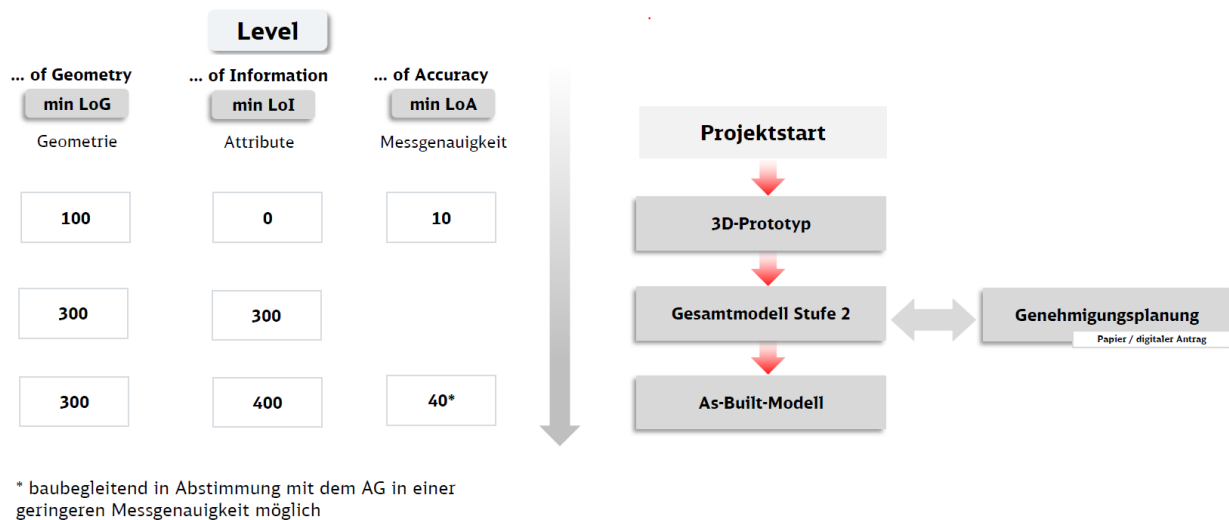 Level
... of Geometry
... of Information
... of Accuracy
min LoG
min LoI
min LoA
Geometrie
Attribute
Messgenauigkeit
100
0
10
300
300
300
400
40*
* baubegleitend in Abstimmung mit dem AG in einer
geringeren Messgenauigkeit möglich
Projektstart
3D-Prototyp
Gesamtmodell Stufe 2
Genehmigungsplanung
Papier / digitaler Antrag
As-Built-Modell